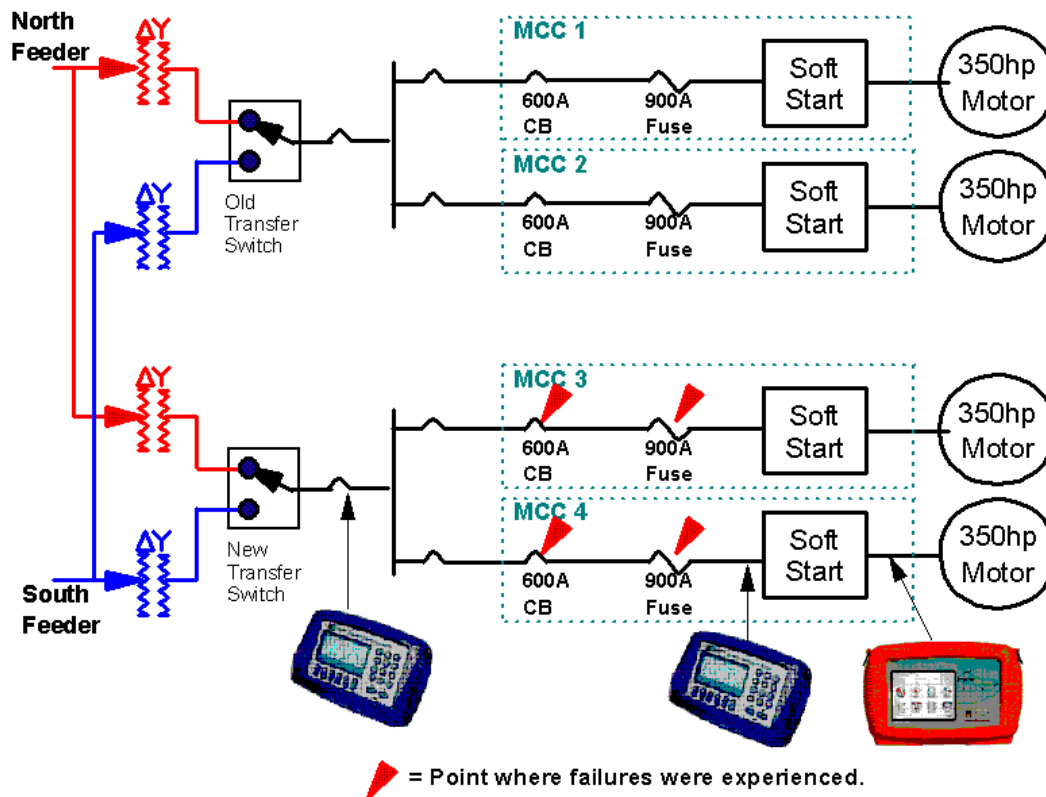 North
Feeder
ΔY
Old
Transfer
Switch
ΔY
MCC 1
600A
CB
900A
Fuse
Soft
Start
350hp
Motor
MCC 2
600A
CB
900A
Fuse
Soft
Start
350hp
Motor
ΔY
New
Transfer
Switch
ΔY
South
Feeder
MCC 3
600A
CB
900A
Fuse
Soft
Start
350hp
Motor
MCC 4
600A
CB
900A
Fuse
Soft
Start
350hp
Motor
= Point where failures were experienced.